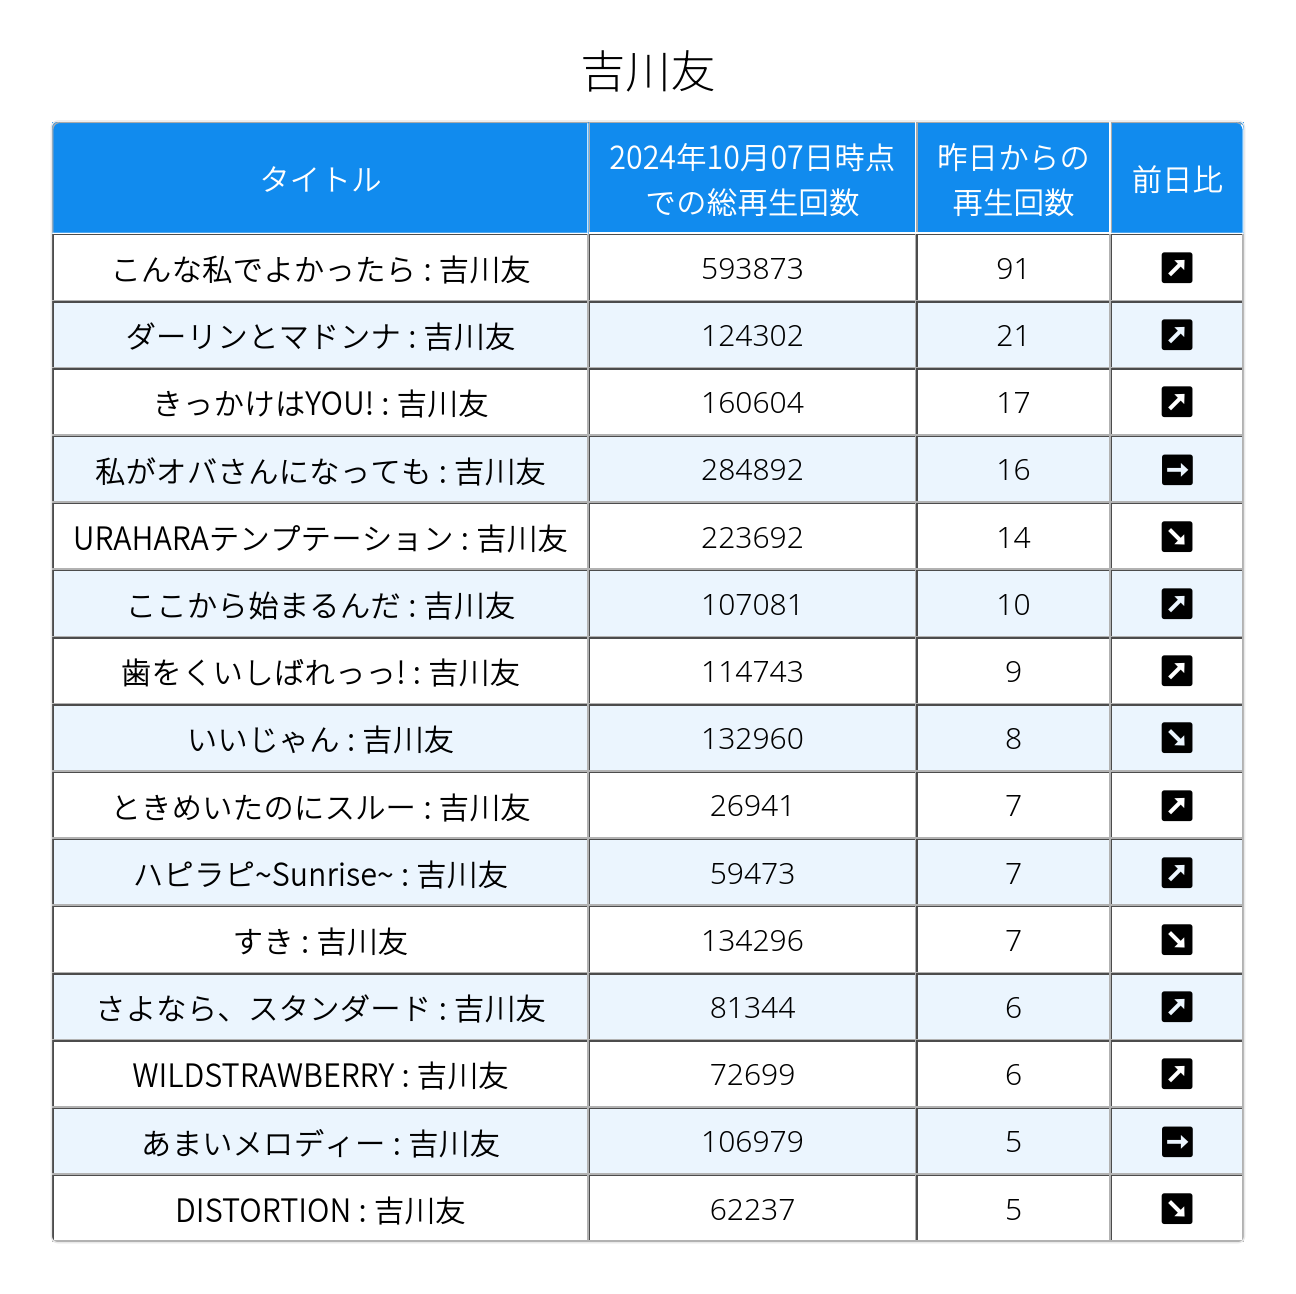 吉川友
タイトル
2024年10月07日時点
での総再生回数
昨日からの
再生回数
前日比
こんな私でよかったら : 吉川友 593873 91 ↗
ダーリンとマドンナ : 吉川友 124302 21 ↗
きっかけはYOU! : 吉川友 160604 17 ↗
私がオバさんになっても : 吉川友 284892 16 →
URAHARAテンプテーション : 吉川友 223692 14 ↘
ここから始まるんだ : 吉川友 107081 10 ↗
歯をくいしばれっっ! : 吉川友 114743 9 ↗
いいじゃん : 吉川友 132960 8 ↘
ときめいたのにスルー : 吉川友 26941 7 ↗
ハピラピ~Sunrise~ : 吉川友 59473 7 ↗
すき : 吉川友 134296 7 ↘
さよなら、スタンダード : 吉川友 81344 6 ↗
WILDSTRAWBERRY : 吉川友 72699 6 ↗
あまいメロディー : 吉川友 106979 5 →
DISTORTION : 吉川友 62237 5 ↘